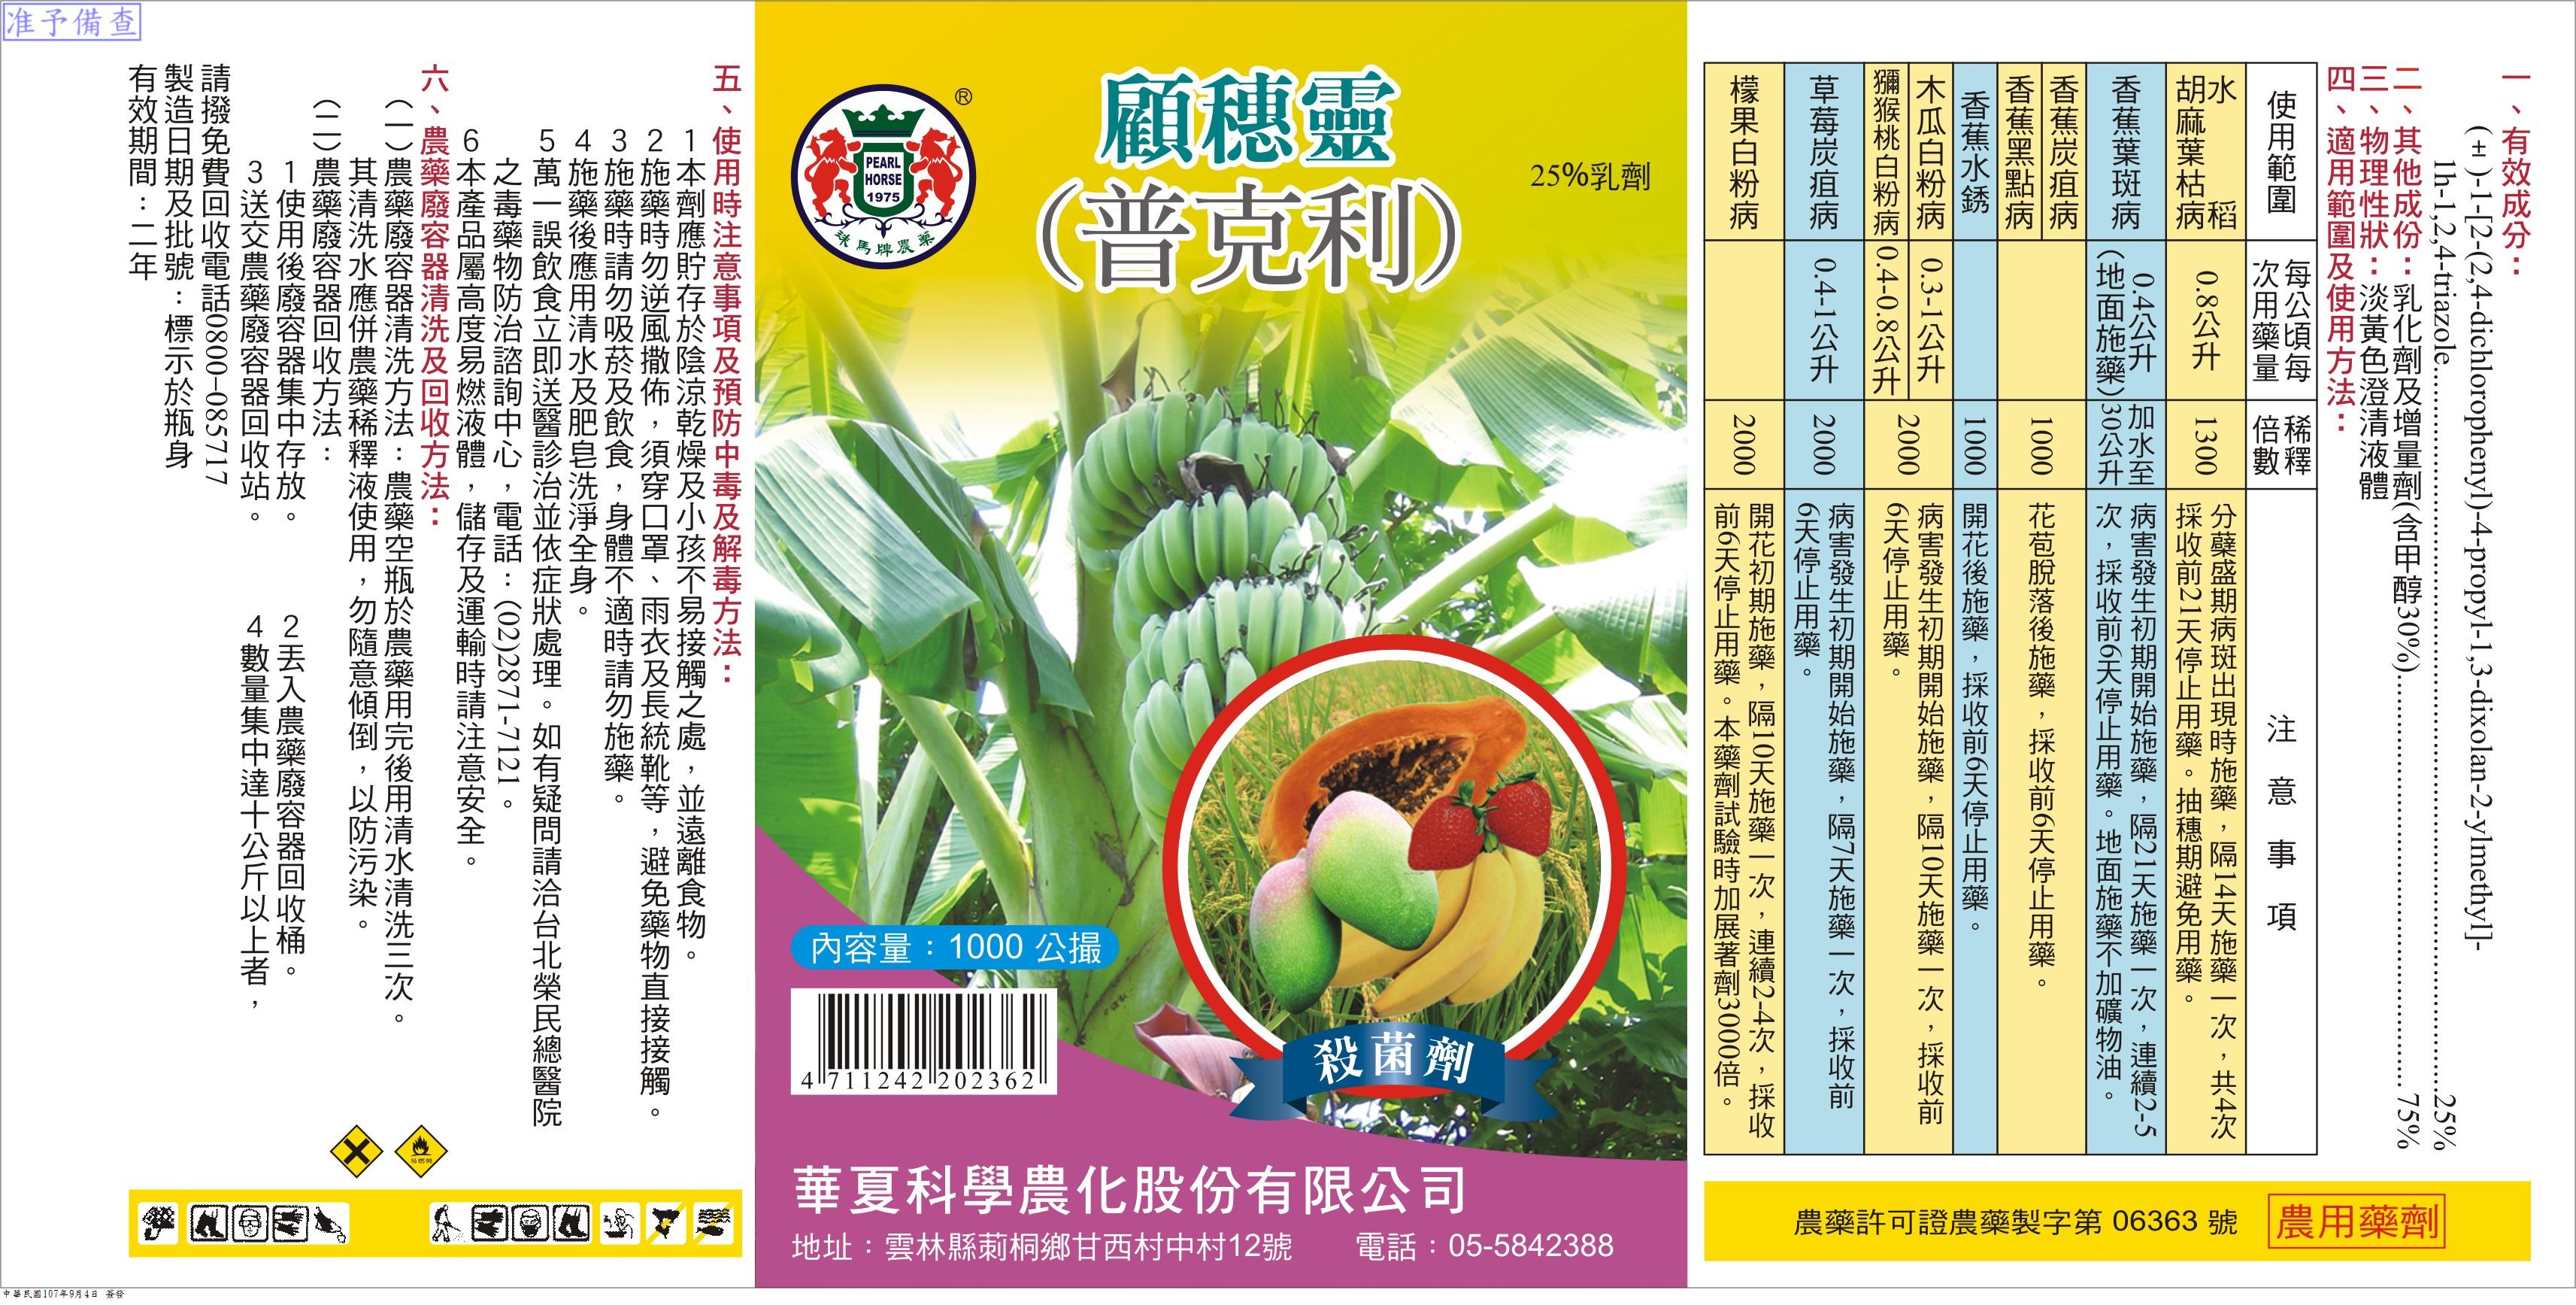 准予備查
五、使用時注意事項及預防中毒及解毒方法：
1本劑應貯存於陰涼乾燥及小孩不易接觸之處，並遠離食物。
2施藥時勿逆風撒佈，須穿口罩、雨衣及長統靴等，避免藥物直接接觸。
3施藥時請勿吸菸及飲食，身體不適時請勿施藥。
4施藥後應用清水及肥皂洗淨全身。
5萬一誤飲食立即送醫診治並依症狀處理。如有疑問請洽台北榮民總醫院
之毒藥物防治諮詢中心，電話：(02)2871-7121。
6本產品屬高度易燃液體，儲存及運輸時請注意安全。
六、農藥廢容器清洗及回收方法：
(一)農藥廢容器清洗方法：農藥空瓶於農藥用完後用清水清洗三次。
其清洗水應併農藥稀釋液使用，勿隨意傾倒，以防污染。
(二)農藥廢容器回收方法：
1使用後廢容器集中存放。 2丟入農藥廢容器回收桶。
3送交農藥廢容器回收站。 4數量集中達十公斤以上者，
請撥免費回收電話0800-085717
製造日期及批號：標示於瓶身
有效期間：二年
®
PEARL
HORSE
1975
球馬牌農藥
顧穗靈
(普克利)
25%乳劑
內容量：1000 公撮
4 711242 202362
殺菌劑
華夏科學農化股份有限公司
地址：雲林縣莿桐鄉甘西村中村12號 電話：05-5842388
一、有效成分：
(±)-1-[2-(2,4-dichlorophenyl)-4-propyl-1,3-dixolan-2-ylmethyl]-
1h-1,2,4-triazole....................25%
二、其他成份：乳化劑及增量劑(含甲醇30%)....................75%
三、物理性狀：淡黃色澄清液體
四、適用範圍及使用方法：
使用範圍 每公頃每次用藥量 稀釋倍數 注意事項
水稻胡麻葉枯病 0.8公升 1300 分蘗盛期病斑出現時施藥，隔14天施藥一次，共4次採收前21天停止用藥。抽穗期避免用藥。
香蕉葉斑病 0.4公升(地面施藥) 加水至30公升 病害發生初期開始施藥，隔21天施藥一次，連續2-5次，採收前6天停止用藥。地面施藥不加礦物油。
香蕉炭疽病
香蕉黑點病 1000 花苞脫落後施藥，採收前6天停止用藥。
香蕉水銹 1000 開花後施藥，採收前6天停止用藥。
木瓜白粉病 0.3-1公升
獼猴桃白粉病 0.4-0.8公升 2000 病害發生初期開始施藥，隔10天施藥一次，採收前6天停止用藥。
草莓炭疽病 0.4-1公升 2000 病害發生初期開始施藥，隔7天施藥一次，採收前6天停止用藥。
檬果白粉病 2000 開花初期施藥，隔10天施藥一次，連續2-4次，採收前6天停止用藥。本藥劑試驗時加展著劑3000倍。
農藥許可證農藥製字第 06363 號
農用藥劑
中華民國107年9月4日 簽發